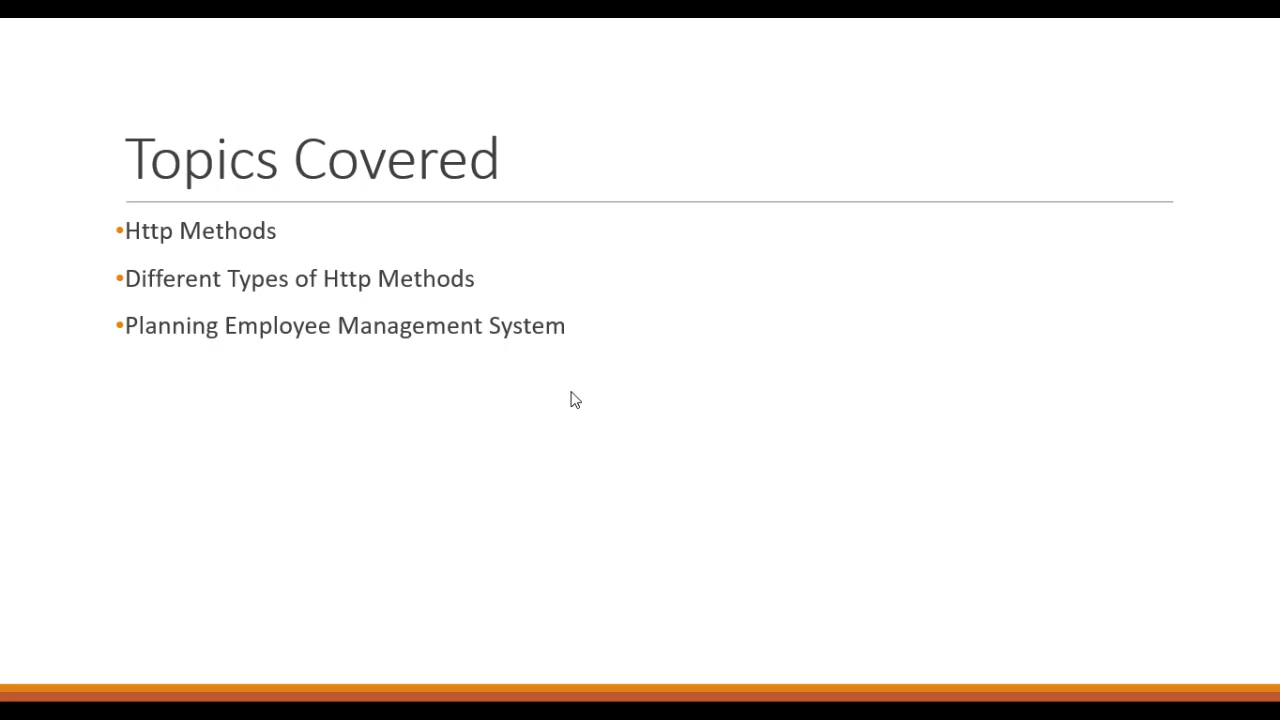 Topics Covered
•Http Methods
•Different Types of Http Methods
•Planning Employee Management System